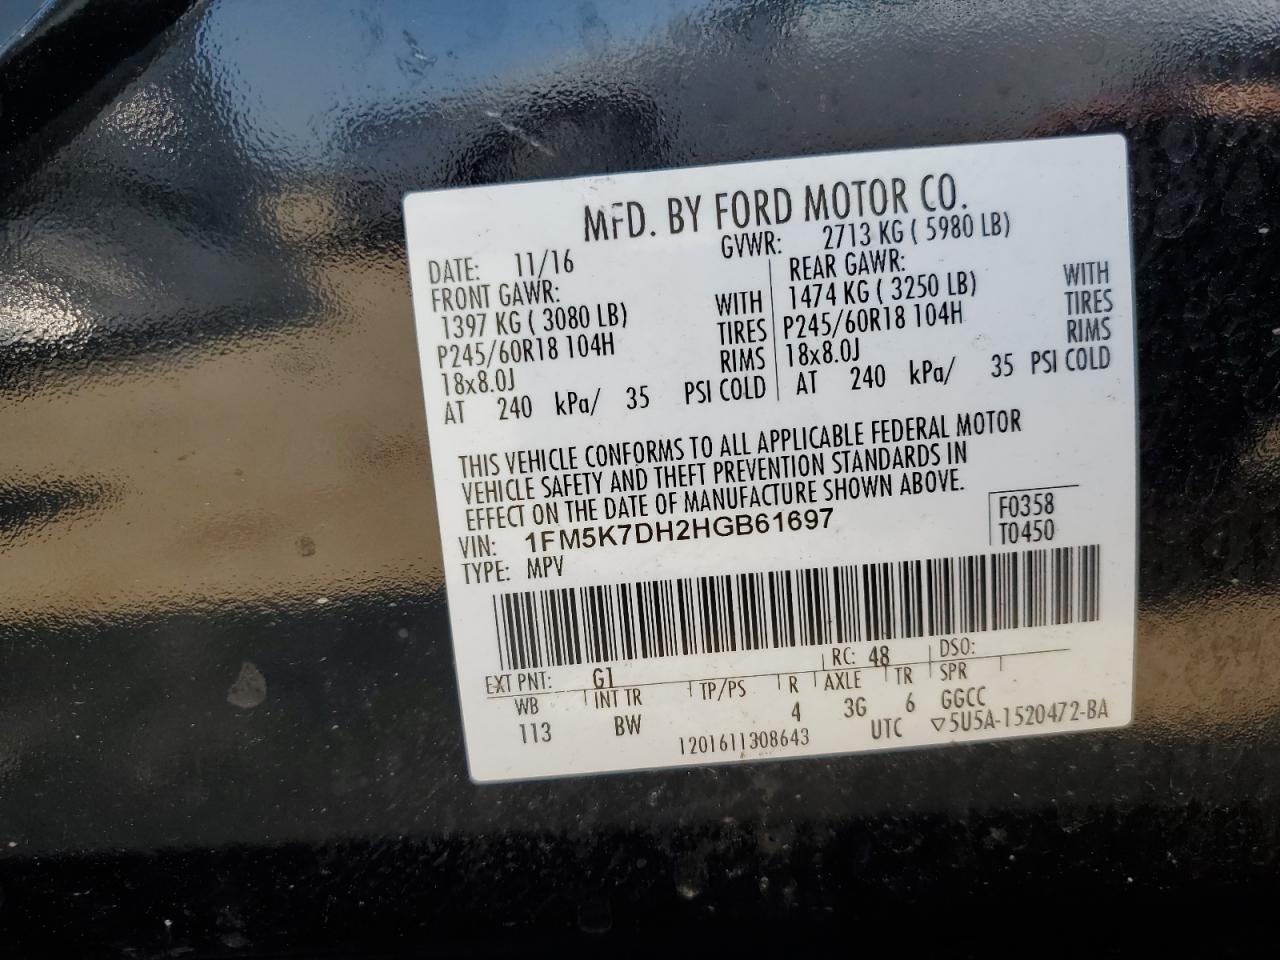 MFD. BY FORD MOTOR CO.
DATE: 11/16 GVWR: 2713 KG ( 5980 LB)
FRONT GAWR: REAR GAWR:
1397 KG ( 3080 LB) WITH 1474 KG ( 3250 LB) WITH
P245/60R18 104H TIRES P245/60R18 104H TIRES
18x8.0J RIMS 18x8.0J RIMS
AT 240 kPa/ 35 PSI COLD AT 240 kPa/ 35 PSI COLD
THIS VEHICLE CONFORMS TO ALL APPLICABLE FEDERAL MOTOR
VEHICLE SAFETY AND THEFT PREVENTION STANDARDS IN
EFFECT ON THE DATE OF MANUFACTURE SHOWN ABOVE.
VIN: 1FM5K7DH2HGB61697 F0358
TYPE: MPV T0450
EXT PNT: G1 RC: 48 DSO:
WB INT TR TP/PS R AXLE TR SPR
113 BW 4 3G 6 GGCC
1201611308643 UTC ▽5U5A-1520472-BA